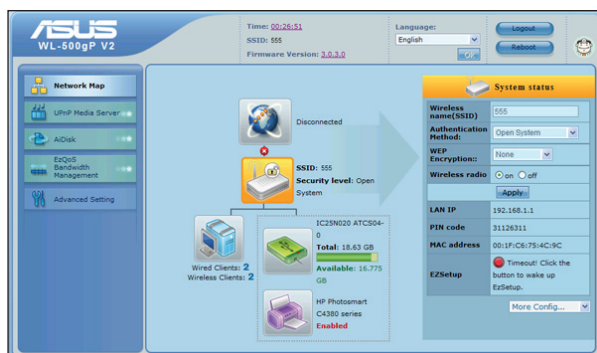 ASUS
WL-500gP V2
Time: 00:26:51
SSID: 555
Firmware Version: 3.0.3.0
Language:
English
OK
Logout
Reboot
Network Map
UPnP Media Server
AiDisk
EzQoS
Bandwidth
Management
Advanced Setting
Disconnected
SSID: 555
Security level: Open
System
Wired Clients: 2
Wireless Clients: 2
IC25N020 ATCS04-
0
Total: 18.63 GB
Available: 16.775
GB
HP Photosmart
C4380 series
Enabled
System status
Wireless
name(SSID)
555
Authentication
Method:
Open System
WEP
Encryption::
None
Wireless radio
on off
Apply
LAN IP
192.168.1.1
PIN code
31126311
MAC address
00:1F:C6:75:4C:9C
EZSetup
Timeout! Click the
button to wake up
EzSetup.
More Config...